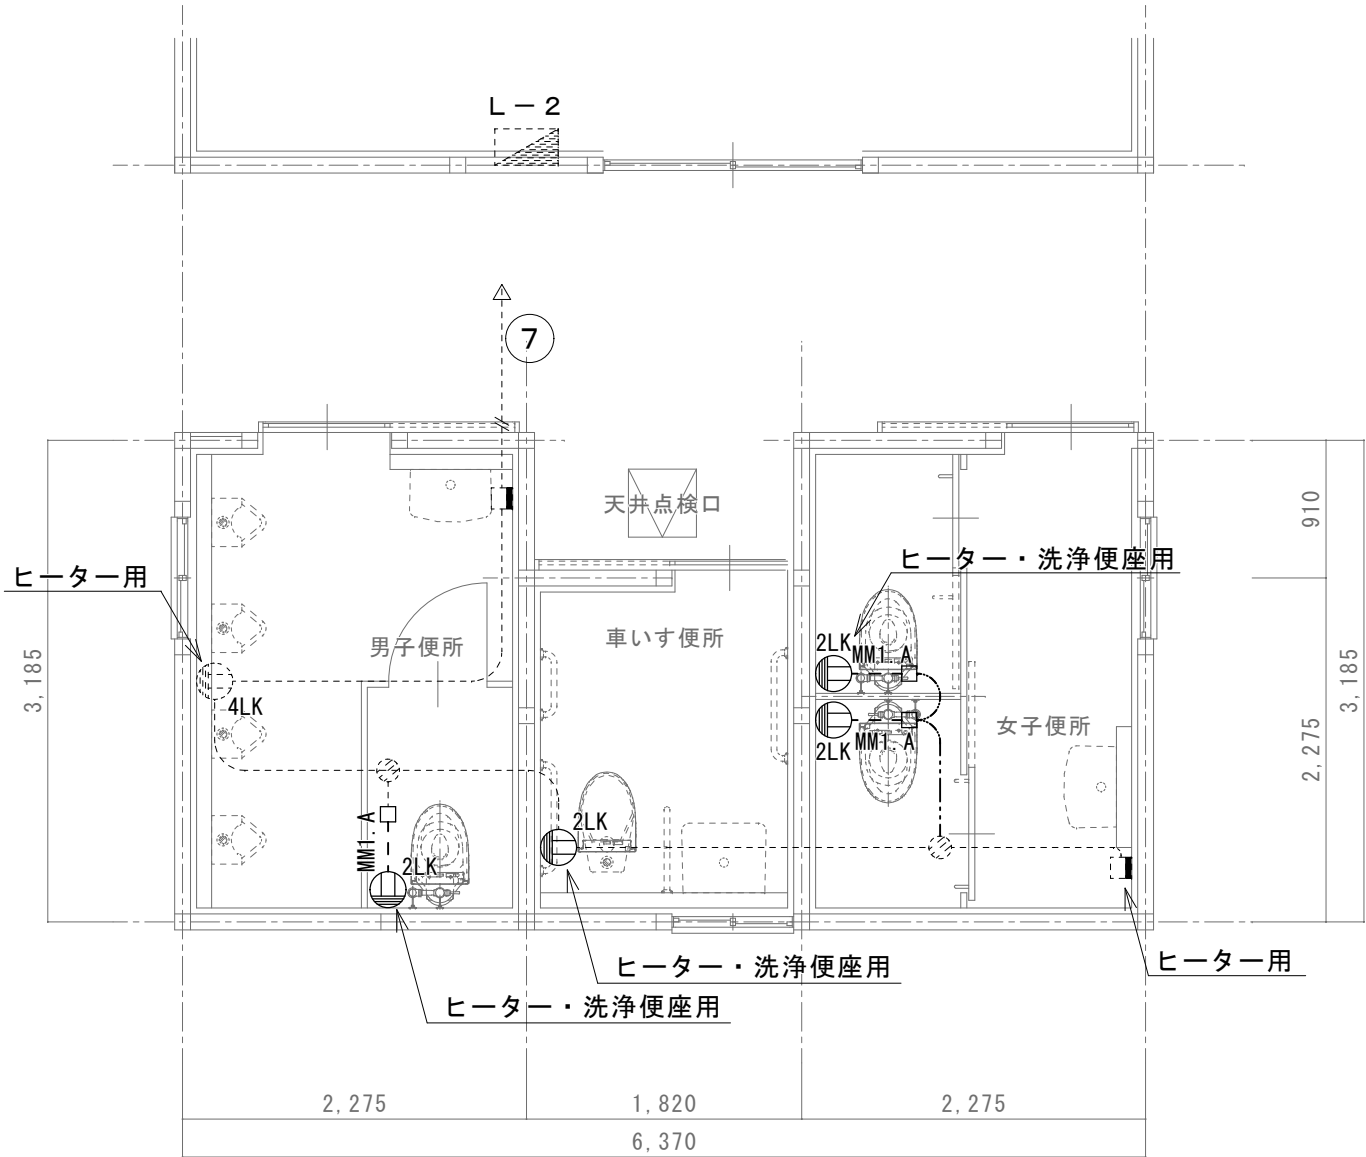 L-2
7
天井点検口
910
ヒーター・洗浄便座用
ヒーター用
男子便所
車いす便所
2LK
MM1. A
3,185
3,185
4LK
2LK
MM1. A
女子便所
2,275
MM1. A
2LK
2LK
ヒーター・洗浄便座用
ヒーター用
ヒーター・洗浄便座用
2,275
1,820
2,275
6,370